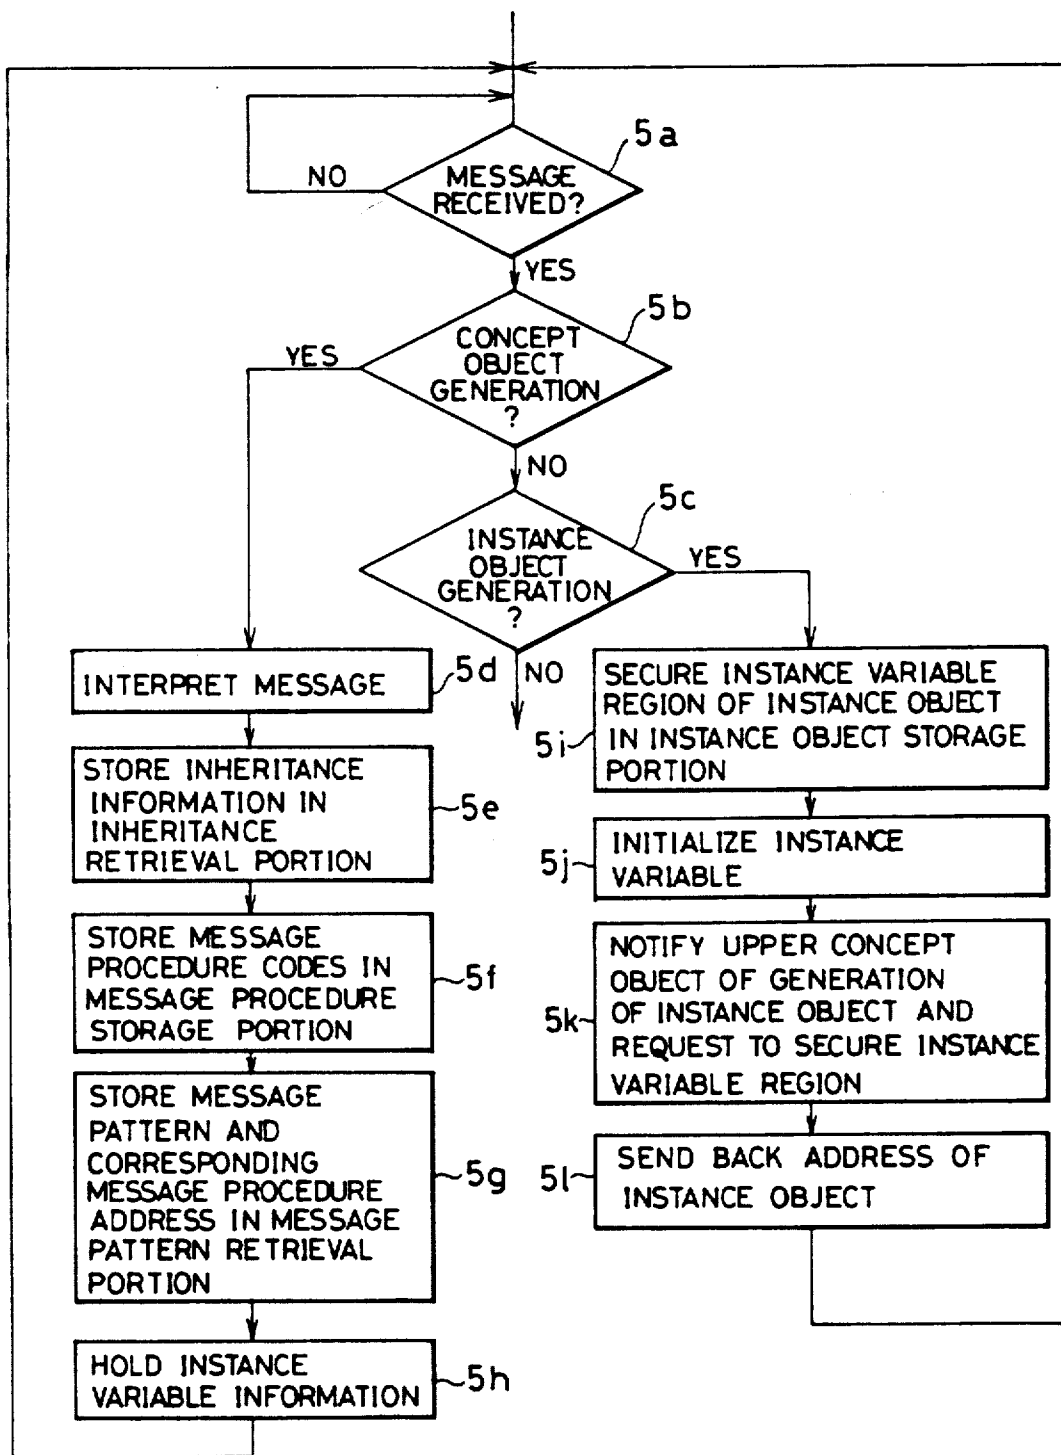 5a
NO
MESSAGE
RECEIVED?
YES
5b
YES
CONCEPT
OBJECT
GENERATION
?
NO
5c
INSTANCE
OBJECT
GENERATION
?
YES
NO
INTERPRET MESSAGE
5d
STORE INHERITANCE
INFORMATION IN
INHERITANCE
RETRIEVAL PORTION
5e
STORE MESSAGE
PROCEDURE CODES IN
MESSAGE PROCEDURE
STORAGE PORTION
5f
STORE MESSAGE
PATTERN AND
CORRESPONDING
MESSAGE PROCEDURE
ADDRESS IN MESSAGE
PATTERN RETRIEVAL
PORTION
5g
HOLD INSTANCE
VARIABLE INFORMATION
5h
SECURE INSTANCE VARIABLE
REGION OF INSTANCE OBJECT
IN INSTANCE OBJECT STORAGE
PORTION
5i
INITIALIZE INSTANCE
VARIABLE
5j
NOTIFY UPPER CONCEPT
OBJECT OF GENERATION
OF INSTANCE OBJECT AND
REQUEST TO SECURE INSTANCE
VARIABLE REGION
5k
SEND BACK ADDRESS OF
INSTANCE OBJECT
5l